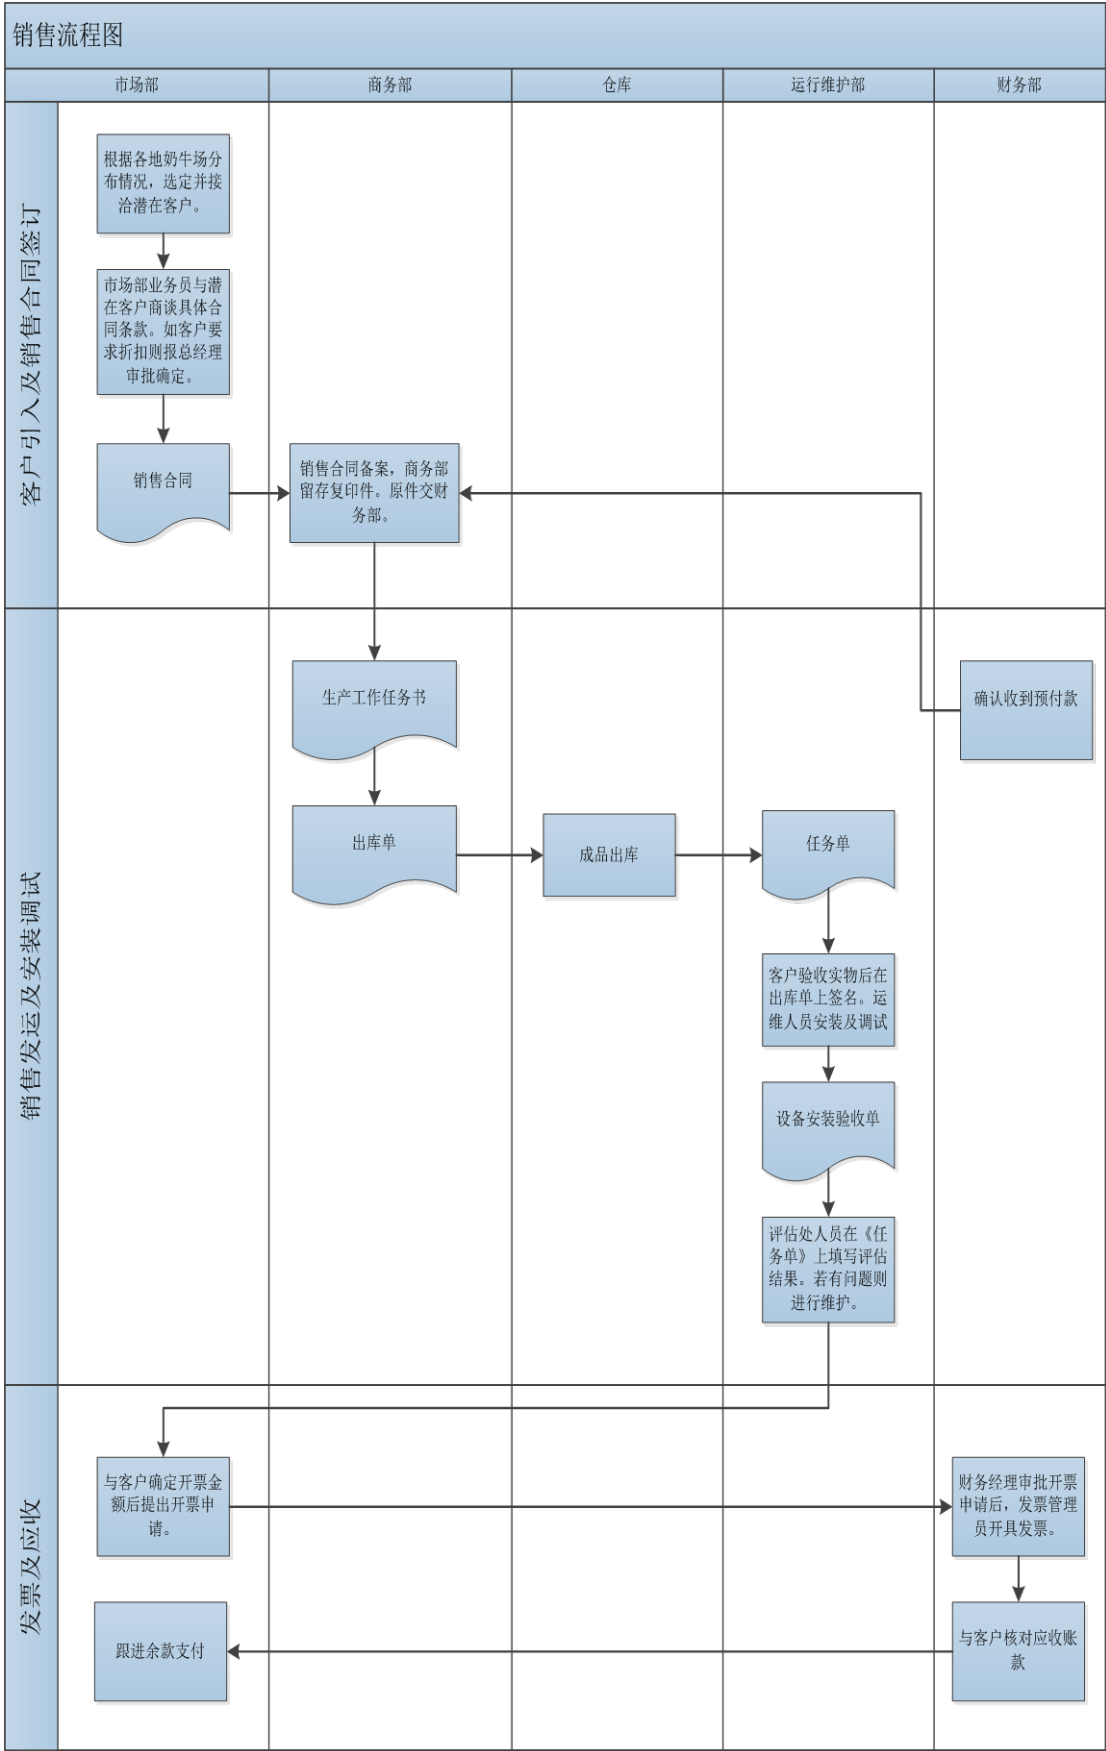 销售流程图
市场部
商务部
仓库
运行维护部
财务部
客户引入及销售合同签订
根据各地奶牛场分
布情况，选定并接
洽潜在客户。
市场部业务员与潜
在客户商谈具体合
同条款。如客户要
求折扣则报总经理
审批确定。
销售合同
销售合同备案，商务部
留存复印件。原件交财
务部。
销售发运及安装调试
生产工作任务书
确认收到预付款
出库单
成品出库
任务单
客户验收实物后在
出库单上签名。运
维人员安装及调试
设备安装验收单
评估处人员在《任
务单》上填写评估
结果。若有问题则
进行维护。
发票及应收
与客户确定开票金
额后提出开票申
请。
财务经理审批开票
申请后，发票管理
员开具发票。
跟进余款支付
与客户核对应收账
款